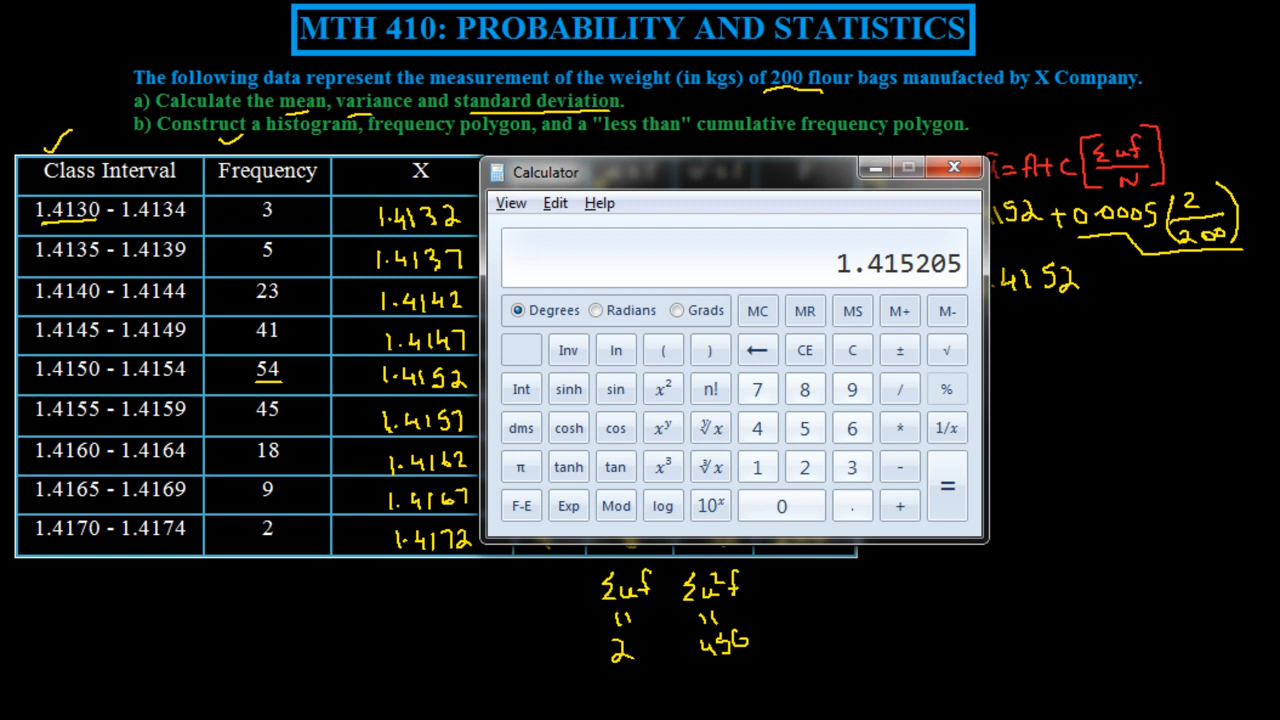 MTH 410: PROBABILITY AND STATISTICS
The following data represent the measurement of the weight (in kgs) of 200 flour bags manufacted by X Company.
a) Calculate the mean, variance and standard deviation.
b) Construct a histogram, frequency polygon, and a "less than" cumulative frequency polygon.
Class Interval Frequency X
1.4130 - 1.4134 3 1.4132
1.4135 - 1.4139 5 1.4137
1.4140 - 1.4144 23 1.4142
1.4145 - 1.4149 41 1.4147
1.4150 - 1.4154 54 1.4152
1.4155 - 1.4159 45 1.4157
1.4160 - 1.4164 18 1.4162
1.4165 - 1.4169 9 1.4167
1.4170 - 1.4174 2 1.4172
Calculator
View Edit Help
1.415205
Degrees Radians Grads MC MR MS M+ M-
Inv ln ( ) ← CE C ± √
Int sinh sin x² n! 7 8 9 / %
dms cosh cos xʸ ʸ√x 4 5 6 * 1/x
π tanh tan x³ ³√x 1 2 3 - =
F-E Exp Mod log 10ˣ 0 . +
= A+C [Σuf/N]
152 + 0.0005 (2/200)
.4152
Σuf Σu²f
= =
2 456